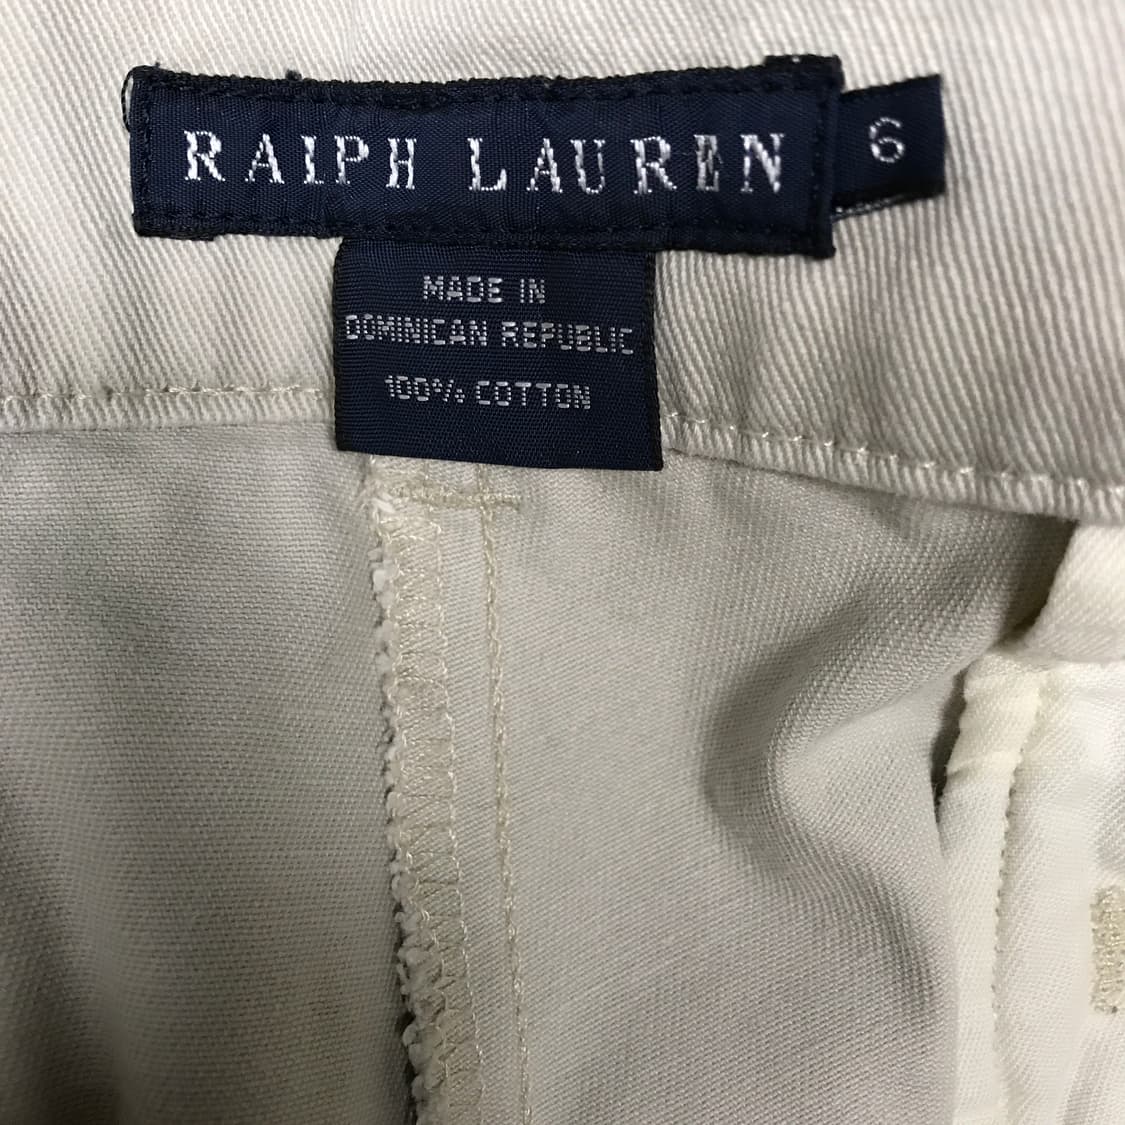 RALPH LAUREN 6
MADE IN
DOMINICAN REPUBLIC
100% COTTON